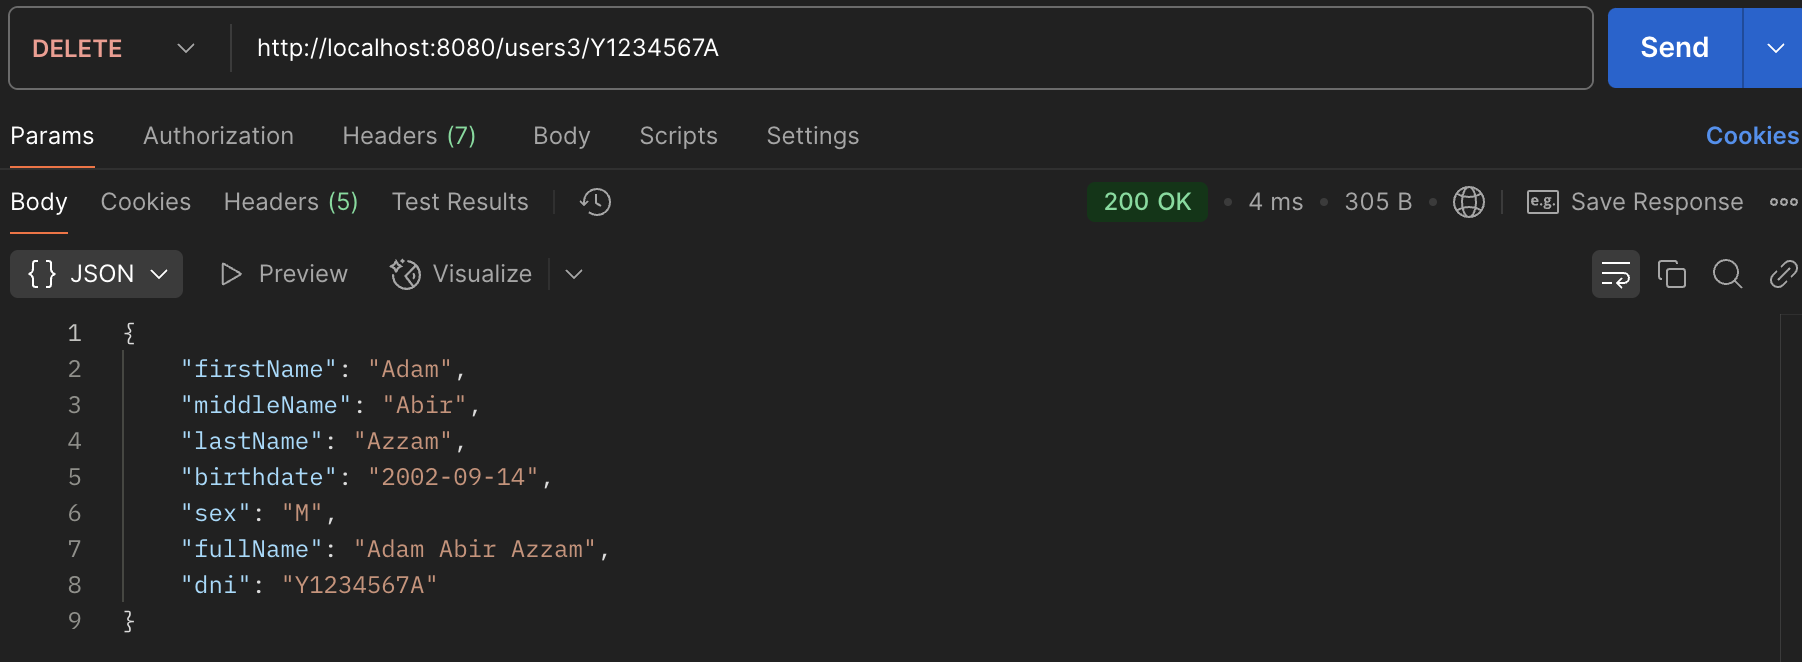 DELETE http://localhost:8080/users3/Y1234567A Send
Params Authorization Headers (7) Body Scripts Settings Cookies
Body Cookies Headers (5) Test Results 200 OK • 4 ms • 305 B • e.g. Save Response
{ } JSON Preview Visualize
1 {
2 "firstName": "Adam",
3 "middleName": "Abir",
4 "lastName": "Azzam",
5 "birthdate": "2002-09-14",
6 "sex": "M",
7 "fullName": "Adam Abir Azzam",
8 "dni": "Y1234567A"
9 }